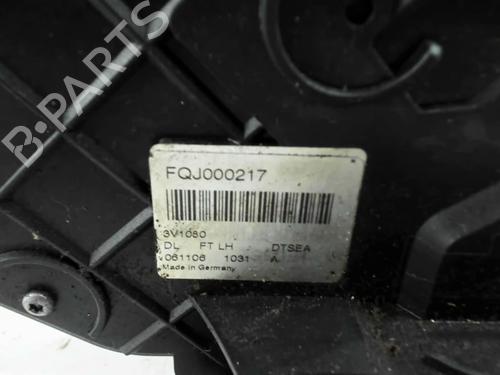 B-PARTS
FQJ000217
3V1080
DL FT LH DTSEA
061106 1031 A
Made in Germany